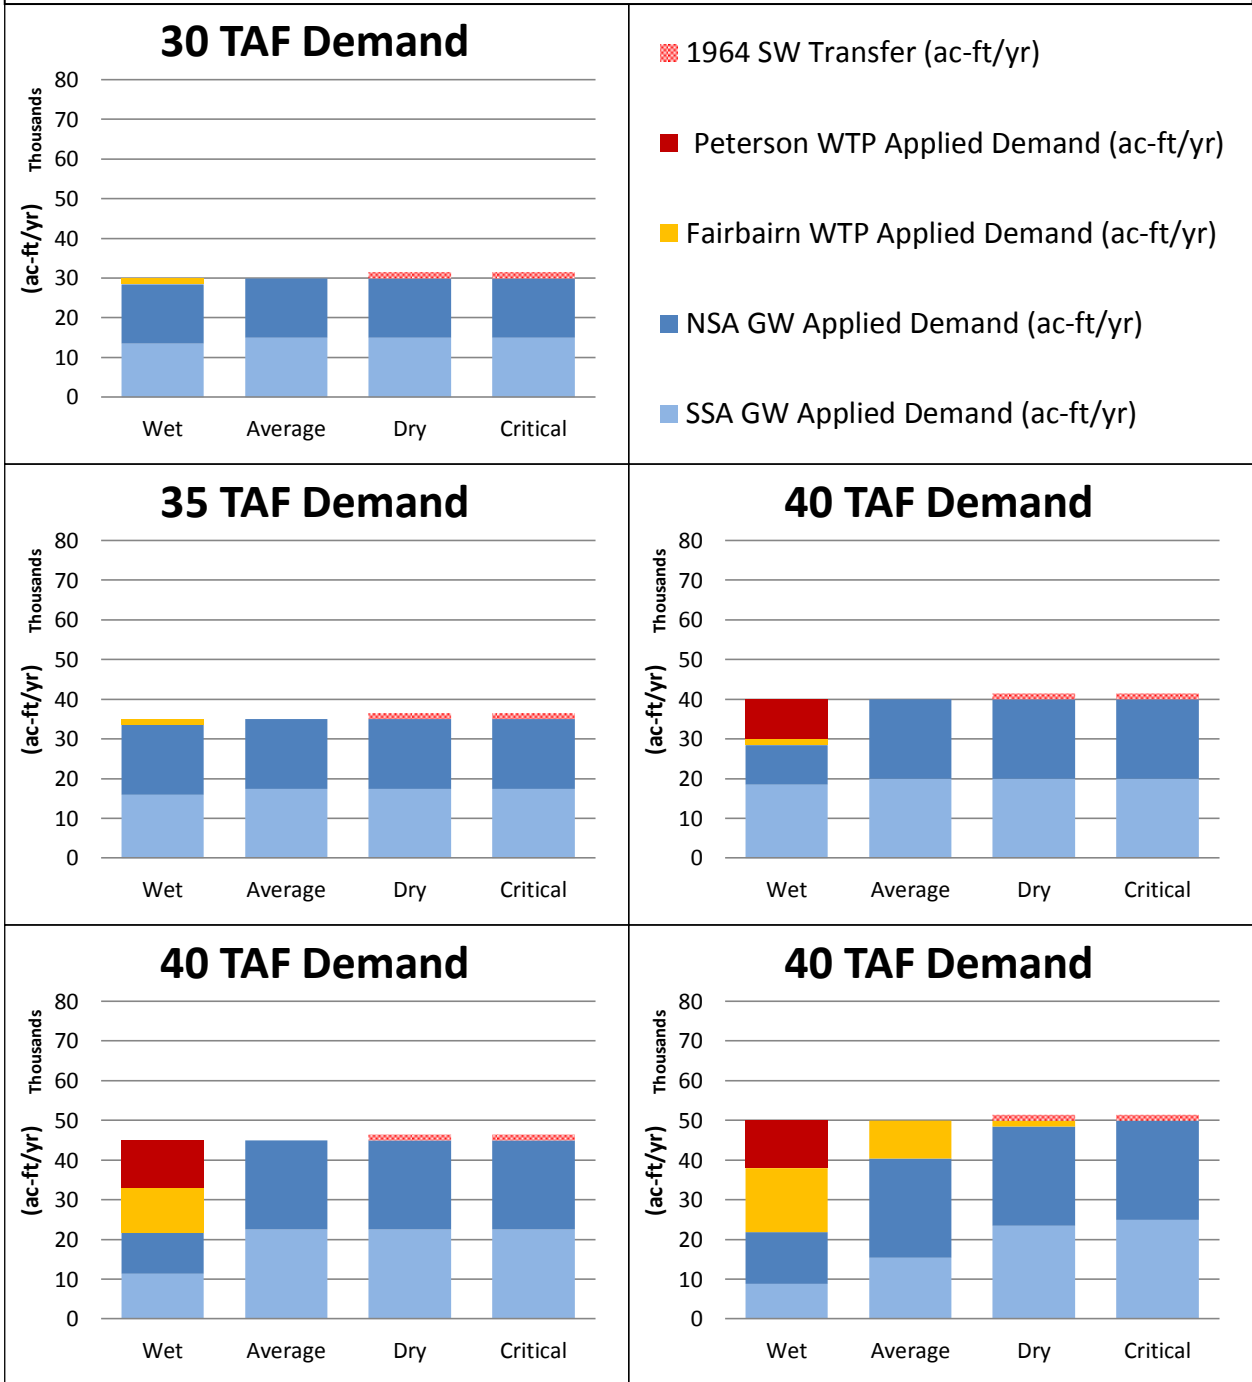 30 TAF Demand
80
70
60
50
40
30
20
10
0
Thousands
(ac-ft/yr)
Wet Average Dry Critical
1964 SW Transfer (ac-ft/yr)
Peterson WTP Applied Demand (ac-ft/yr)
Fairbairn WTP Applied Demand (ac-ft/yr)
NSA GW Applied Demand (ac-ft/yr)
SSA GW Applied Demand (ac-ft/yr)
35 TAF Demand
80
70
60
50
40
30
20
10
0
Thousands
(ac-ft/yr)
Wet Average Dry Critical
40 TAF Demand
80
70
60
50
40
30
20
10
0
Thousands
(ac-ft/yr)
Wet Average Dry Critical
40 TAF Demand
80
70
60
50
40
30
20
10
0
Thousands
(ac-ft/yr)
Wet Average Dry Critical
40 TAF Demand
80
70
60
50
40
30
20
10
0
Thousands
(ac-ft/yr)
Wet Average Dry Critical